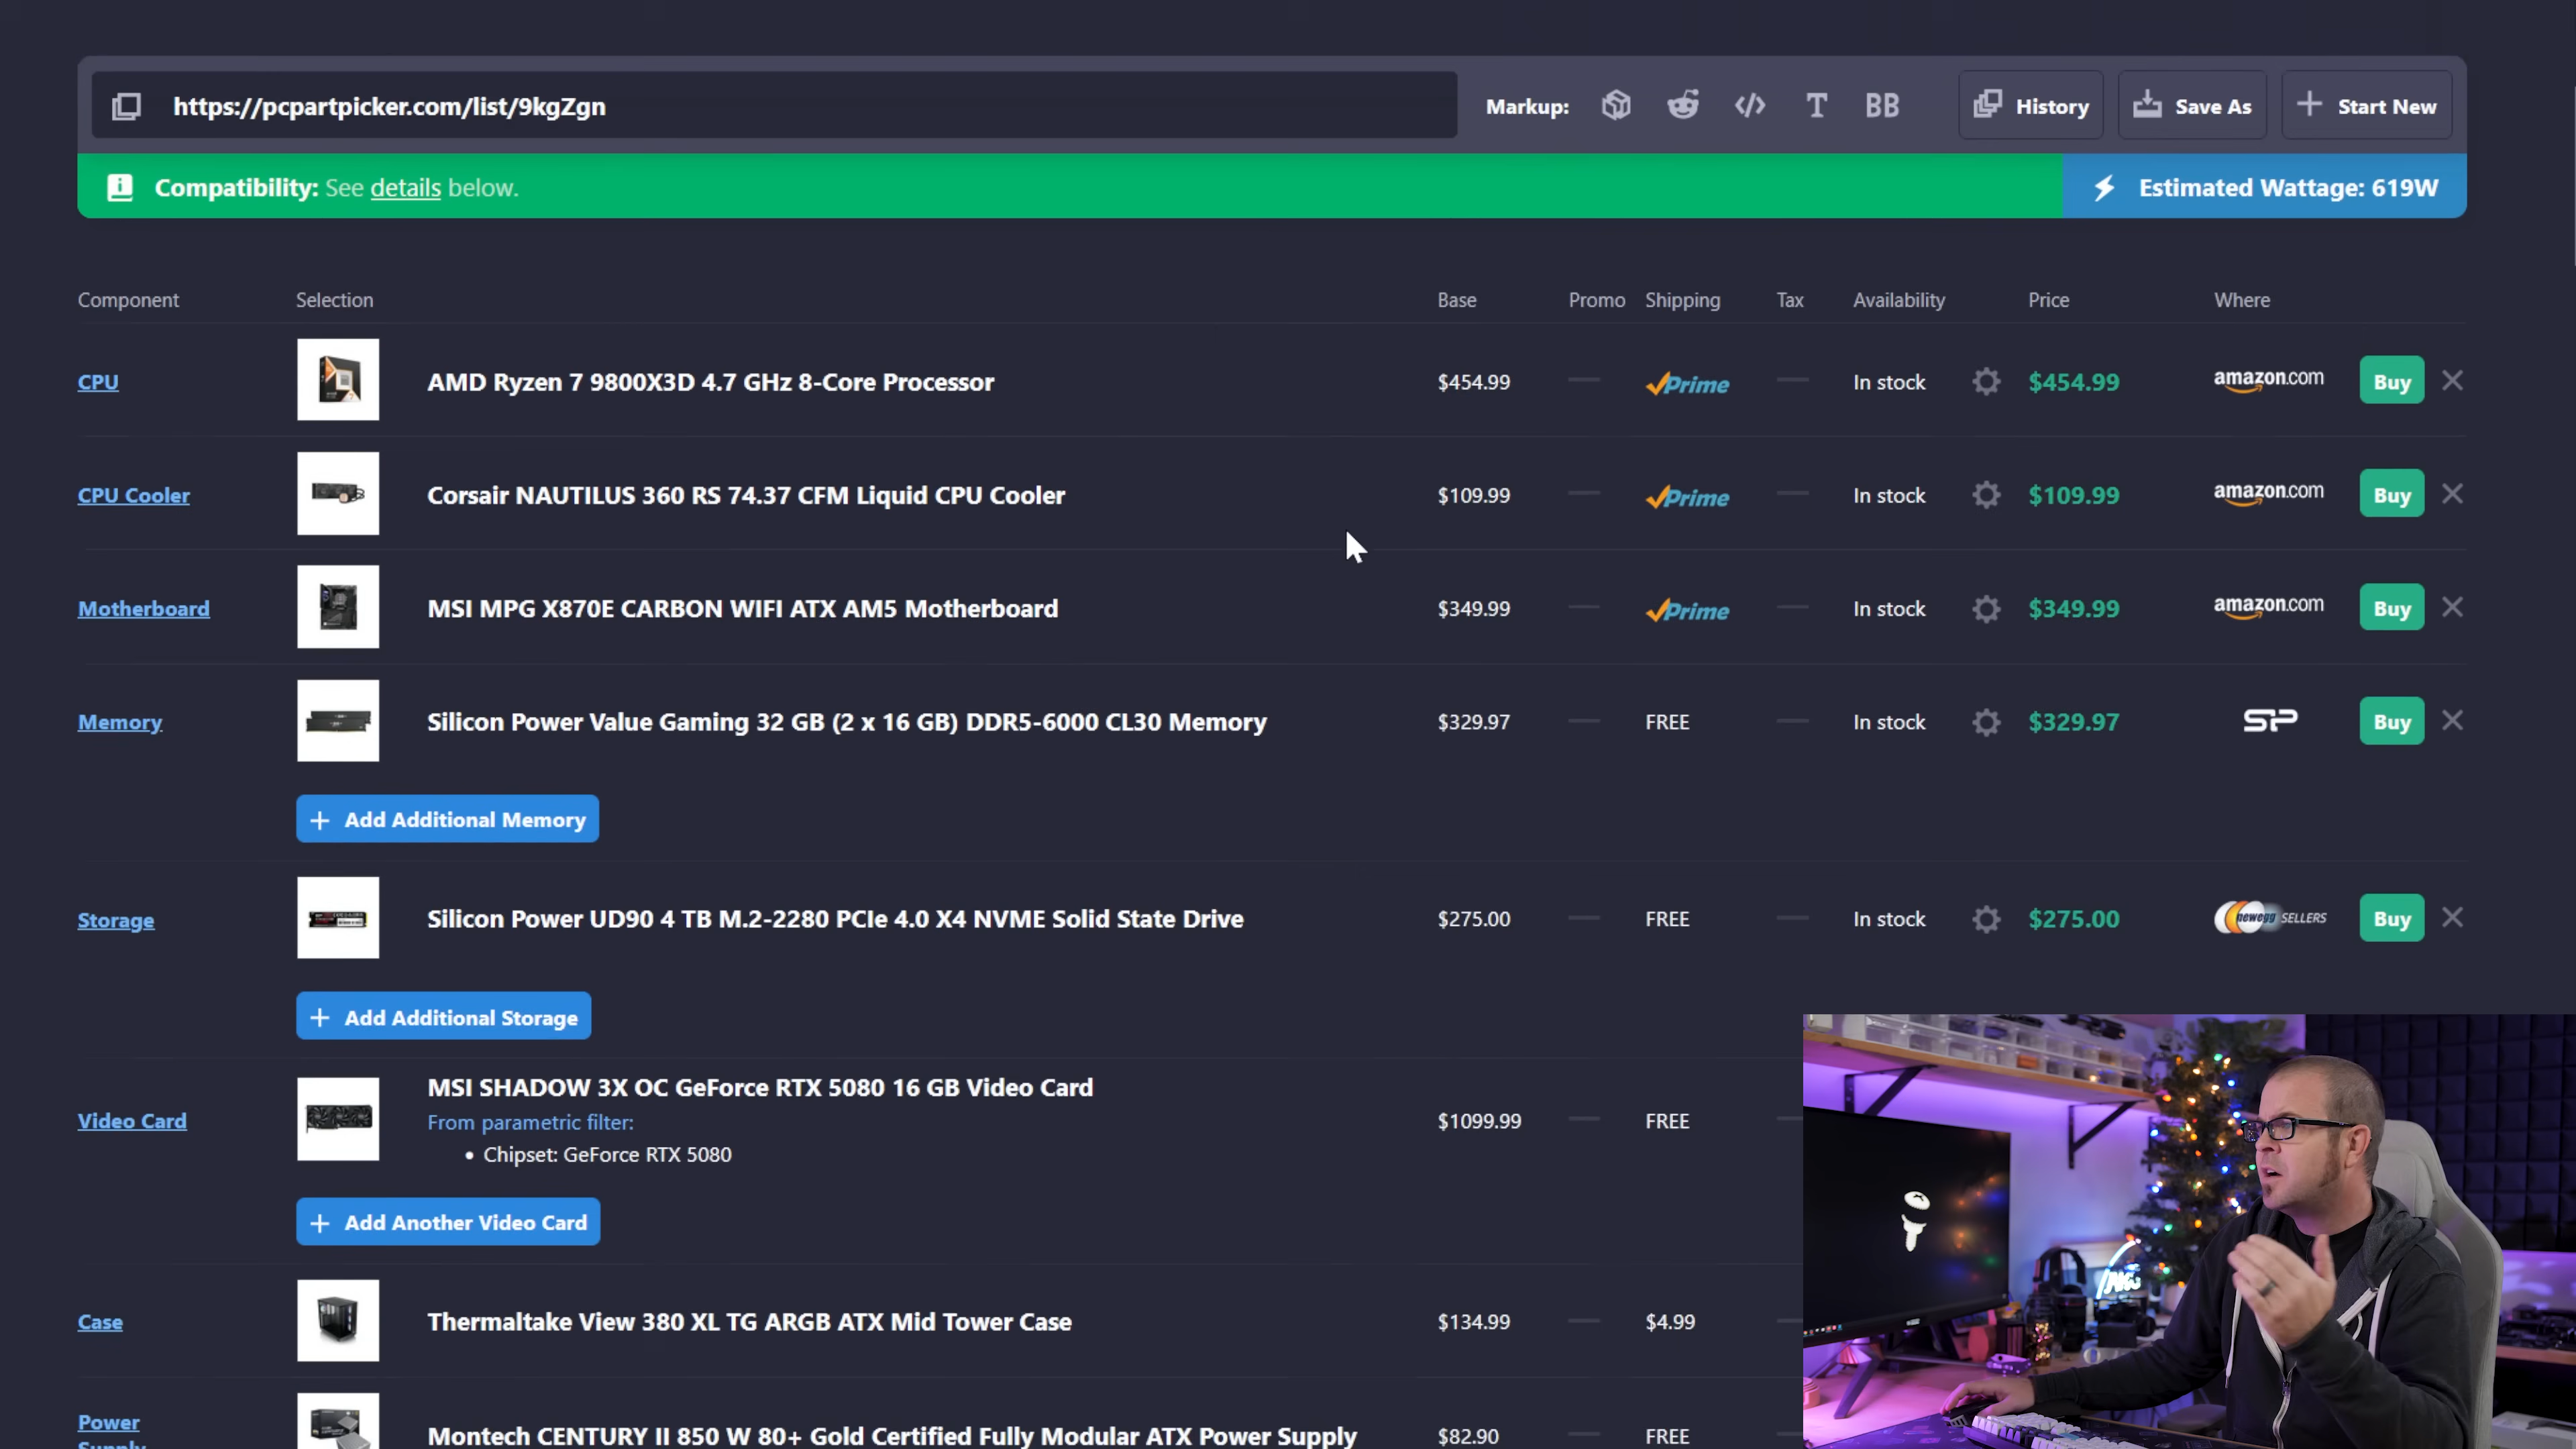 https://pcpartpicker.com/list/9kgZgn
Markup: T BB History Save As Start New
Compatibility: See details below. Estimated Wattage: 619W
Component Selection Base Promo Shipping Tax Availability Price Where
CPU AMD Ryzen 7 9800X3D 4.7 GHz 8-Core Processor $454.99 Prime In stock $454.99 amazon.com Buy
CPU Cooler Corsair NAUTILUS 360 RS 74.37 CFM Liquid CPU Cooler $109.99 Prime In stock $109.99 amazon.com Buy
Motherboard MSI MPG X870E CARBON WIFI ATX AM5 Motherboard $349.99 Prime In stock $349.99 amazon.com Buy
Memory Silicon Power Value Gaming 32 GB (2 x 16 GB) DDR5-6000 CL30 Memory $329.97 FREE In stock $329.97 SP Buy
+ Add Additional Memory
Storage Silicon Power UD90 4 TB M.2-2280 PCIe 4.0 X4 NVME Solid State Drive $275.00 FREE In stock $275.00 newegg SELLERS Buy
+ Add Additional Storage
MSI SHADOW 3X OC GeForce RTX 5080 16 GB Video Card
Video Card From parametric filter: $1099.99 FREE
• Chipset: GeForce RTX 5080
+ Add Another Video Card
Case Thermaltake View 380 XL TG ARGB ATX Mid Tower Case $134.99 $4.99
Power Supply Montech CENTURY II 850 W 80+ Gold Certified Fully Modular ATX Power Supply $82.90 FREE